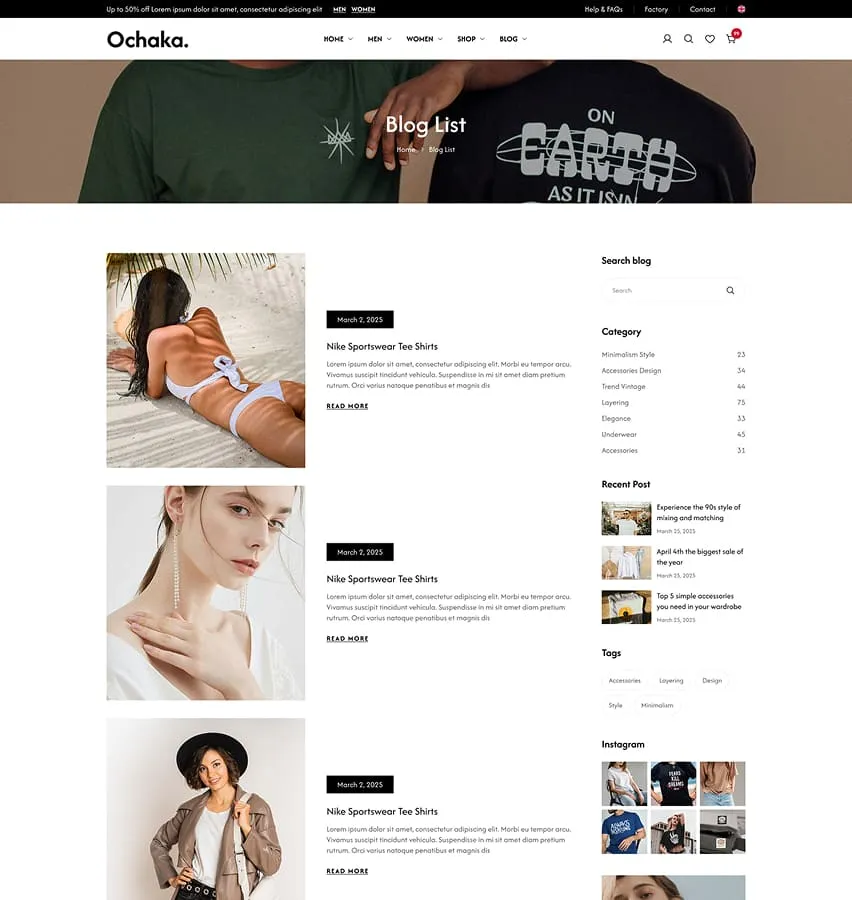 Up to 50% off Lorem ipsum dolor sit amet, consectetur adipiscing elit MEN WOMEN
Help & FAQs Factory Contact
Ochaka.
HOME MEN WOMEN SHOP BLOG
99
ON
EARTH
AS IT IS IN
Blog List
Home Blog List
March 2, 2025
Nike Sportswear Tee Shirts
Lorem ipsum dolor sit amet, consectetur adipiscing elit. Morbi eu tempor arcu.
Vivamus suscipit tincidunt vehicula. Suspendisse in mi sit amet diam pretium
rutrum. Orci varius natoque penatibus et magnis dis
READ MORE
March 2, 2025
Nike Sportswear Tee Shirts
Lorem ipsum dolor sit amet, consectetur adipiscing elit. Morbi eu tempor arcu.
Vivamus suscipit tincidunt vehicula. Suspendisse in mi sit amet diam pretium
rutrum. Orci varius natoque penatibus et magnis dis
READ MORE
March 2, 2025
Nike Sportswear Tee Shirts
Lorem ipsum dolor sit amet, consectetur adipiscing elit. Morbi eu tempor arcu.
Vivamus suscipit tincidunt vehicula. Suspendisse in mi sit amet diam pretium
rutrum. Orci varius natoque penatibus et magnis dis
READ MORE
Search blog
Search
Category
Minimalism Style 23
Accessories Design 34
Trend Vintage 44
Layering 75
Elegance 33
Underwear 45
Accessories 31
Recent Post
Experience the 90s style of
mixing and matching
March 25, 2025
April 4th the biggest sale of
the year
March 25, 2025
Top 5 simple accessories
you need in your wardrobe
March 25, 2025
Tags
Accessories Layering Design
Style Minimalism
Instagram
FEARS
KILL
DREAMS
ALWAYS